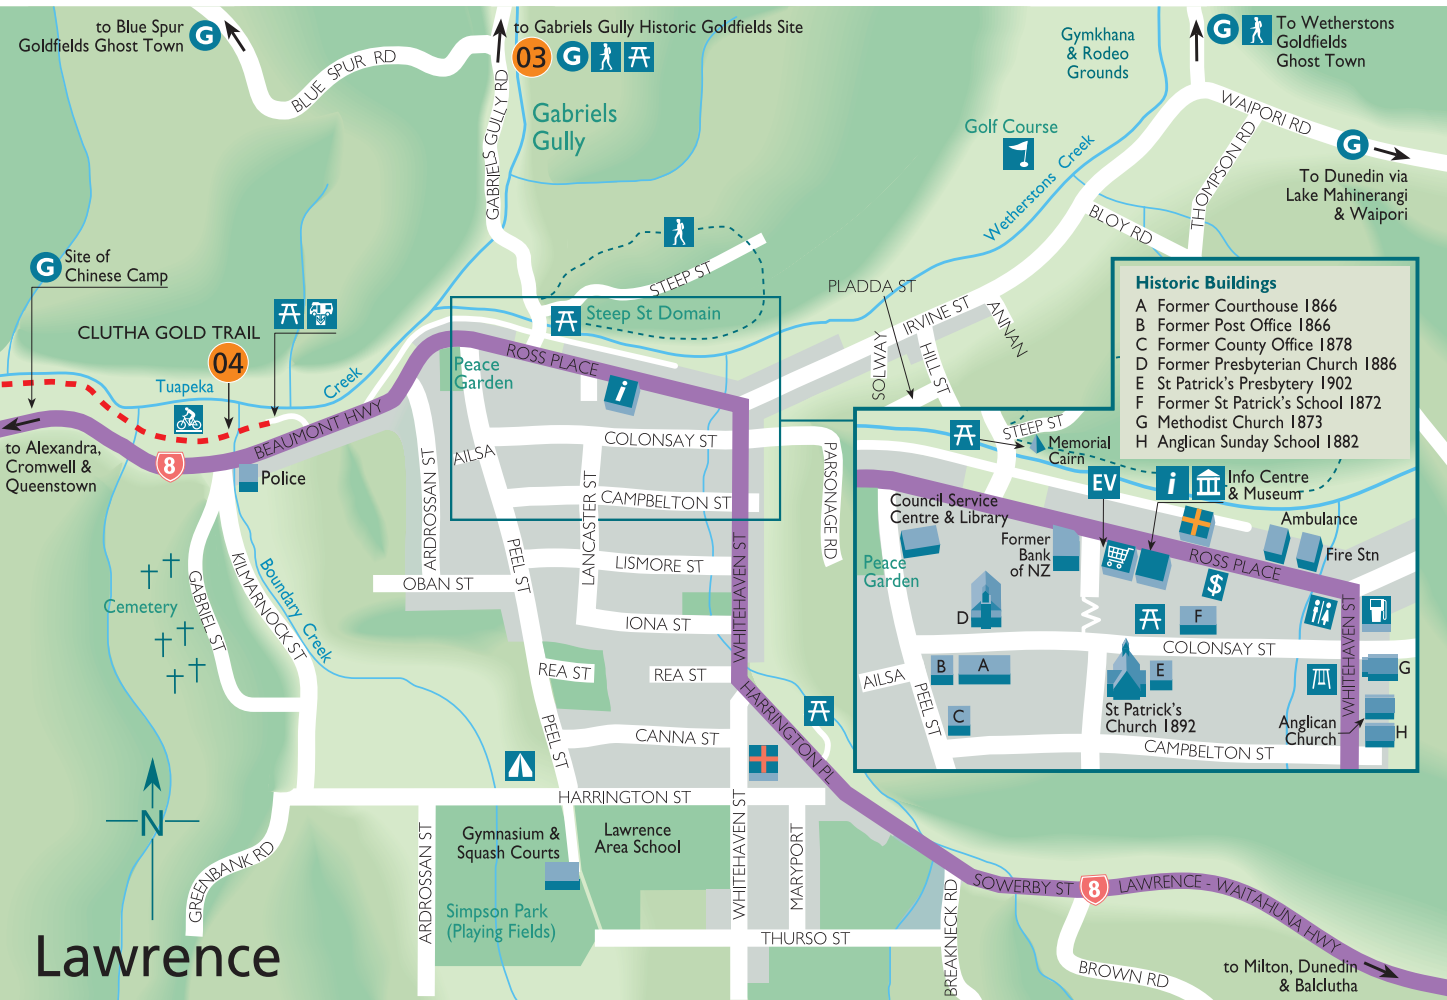 to Blue Spur
Goldfields Ghost Town
G
BLUE SPUR RD
to Gabriels Gully Historic Goldfields Site
03
G
GABRIELS GULLY RD
Gabriels
Gully
Gymkhana
& Rodeo
Grounds
G
To Wetherstons
Goldfields
Ghost Town
WAIPORI RD
THOMPSON RD
G
To Dunedin via
Lake Mahinerangi
& Waipori
Golf Course
Wetherstons Creek
BLOY RD
G
Site of
Chinese Camp
CLUTHA GOLD TRAIL
04
Tuapeka
Creek
to Alexandra,
Cromwell &
Queenstown
8
BEAUMONT HWY
Police
STEEP ST
Steep St Domain
PLADDA ST
SOLWAY
IRVINE ST
HILL ST
ANNAN
Peace
Garden
ROSS PLACE
i
AILSA
COLONSAY ST
CAMPBELTON ST
LANCASTER ST
ARDROSSAN ST
PEEL ST
PARSONAGE RD
LISMORE ST
WHITEHAVEN ST
OBAN ST
IONA ST
REA ST
REA ST
Cemetery
GABRIEL ST
KILMARNOCK ST
Boundary Creek
PEEL ST
CANNA ST
HARRINGTON PL
HARRINGTON ST
N
GREENBANK RD
ARDROSSAN ST
Gymnasium &
Squash Courts
Lawrence
Area School
WHITEHAVEN ST
MARYPORT
Simpson Park
(Playing Fields)
THURSO ST
BREAKNECK RD
SOWERBY ST
8
LAWRENCE - WAITAHUNA HWY
BROWN RD
to Milton, Dunedin
& Balclutha
Lawrence
Historic Buildings
A Former Courthouse 1866
B Former Post Office 1866
C Former County Office 1878
D Former Presbyterian Church 1886
E St Patrick's Presbytery 1902
F Former St Patrick's School 1872
G Methodist Church 1873
H Anglican Sunday School 1882
STEEP ST
Memorial
Cairn
EV
i
Info Centre
& Museum
Council Service
Centre & Library
Former
Bank
of NZ
Ambulance
Fire Stn
ROSS PLACE
Peace
Garden
$
D
F
COLONSAY ST
WHITEHAVEN ST
AILSA
B
A
E
G
PEEL ST
C
St Patrick's
Church 1892
Anglican
Church
H
CAMPBELTON ST